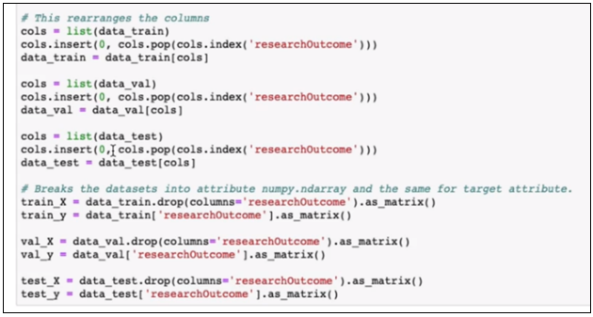 # This rearranges the columns
cols = list(data_train)
cols.insert(0, cols.pop(cols.index('researchOutcome')))
data_train = data_train[cols]
cols = list(data_val)
cols.insert(0, cols.pop(cols.index('researchOutcome')))
data_val = data_val[cols]
cols = list(data_test)
cols.insert(0, cols.pop(cols.index('researchOutcome')))
data_test = data_test[cols]
# Breaks the datasets into attribute numpy.ndarray and the same for target attribute.
train_X = data_train.drop(columns='researchOutcome').as_matrix()
train_y = data_train['researchOutcome'].as_matrix()
val_X = data_val.drop(columns='researchOutcome').as_matrix()
val_y = data_val['researchOutcome'].as_matrix()
test_X = data_test.drop(columns='researchOutcome').as_matrix()
test_y = data_test['researchOutcome'].as_matrix()